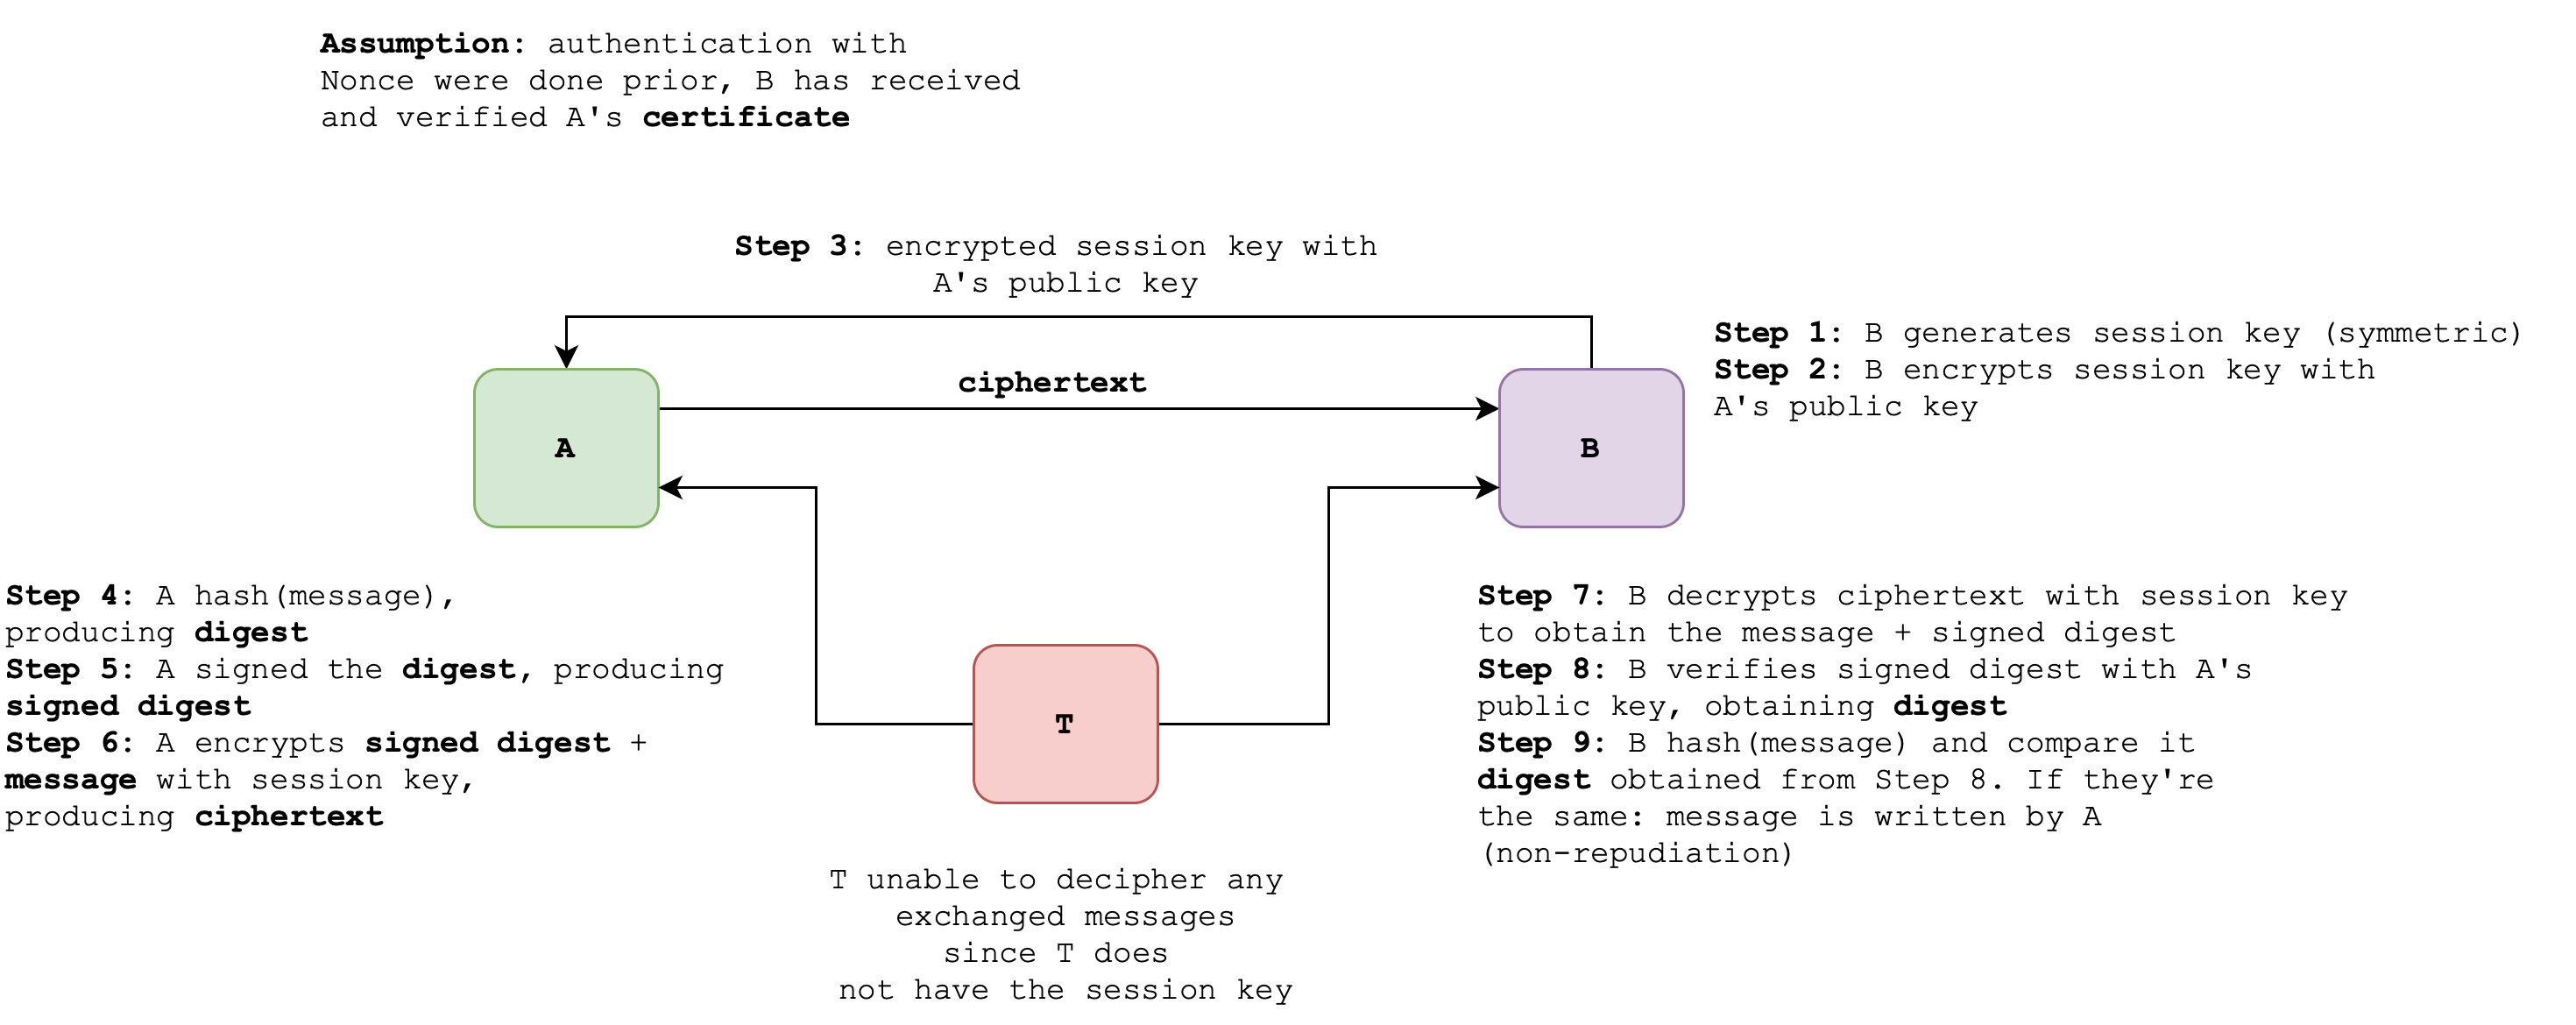 Assumption: authentication with
Nonce were done prior, B has received
and verified A's certificate
Step 3: encrypted session key with
A's public key
Step 1: B generates session key (symmetric)
Step 2: B encrypts session key with
A's public key
ciphertext
A
B
Step 4: A hash(message),
producing digest
Step 5: A signed the digest, producing
signed digest
Step 6: A encrypts signed digest +
message with session key,
producing ciphertext
T
Step 7: B decrypts ciphertext with session key
to obtain the message + signed digest
Step 8: B verifies signed digest with A's
public key, obtaining digest
Step 9: B hash(message) and compare it
digest obtained from Step 8. If they're
the same: message is written by A
(non-repudiation)
T unable to decipher any
exchanged messages
since T does
not have the session key